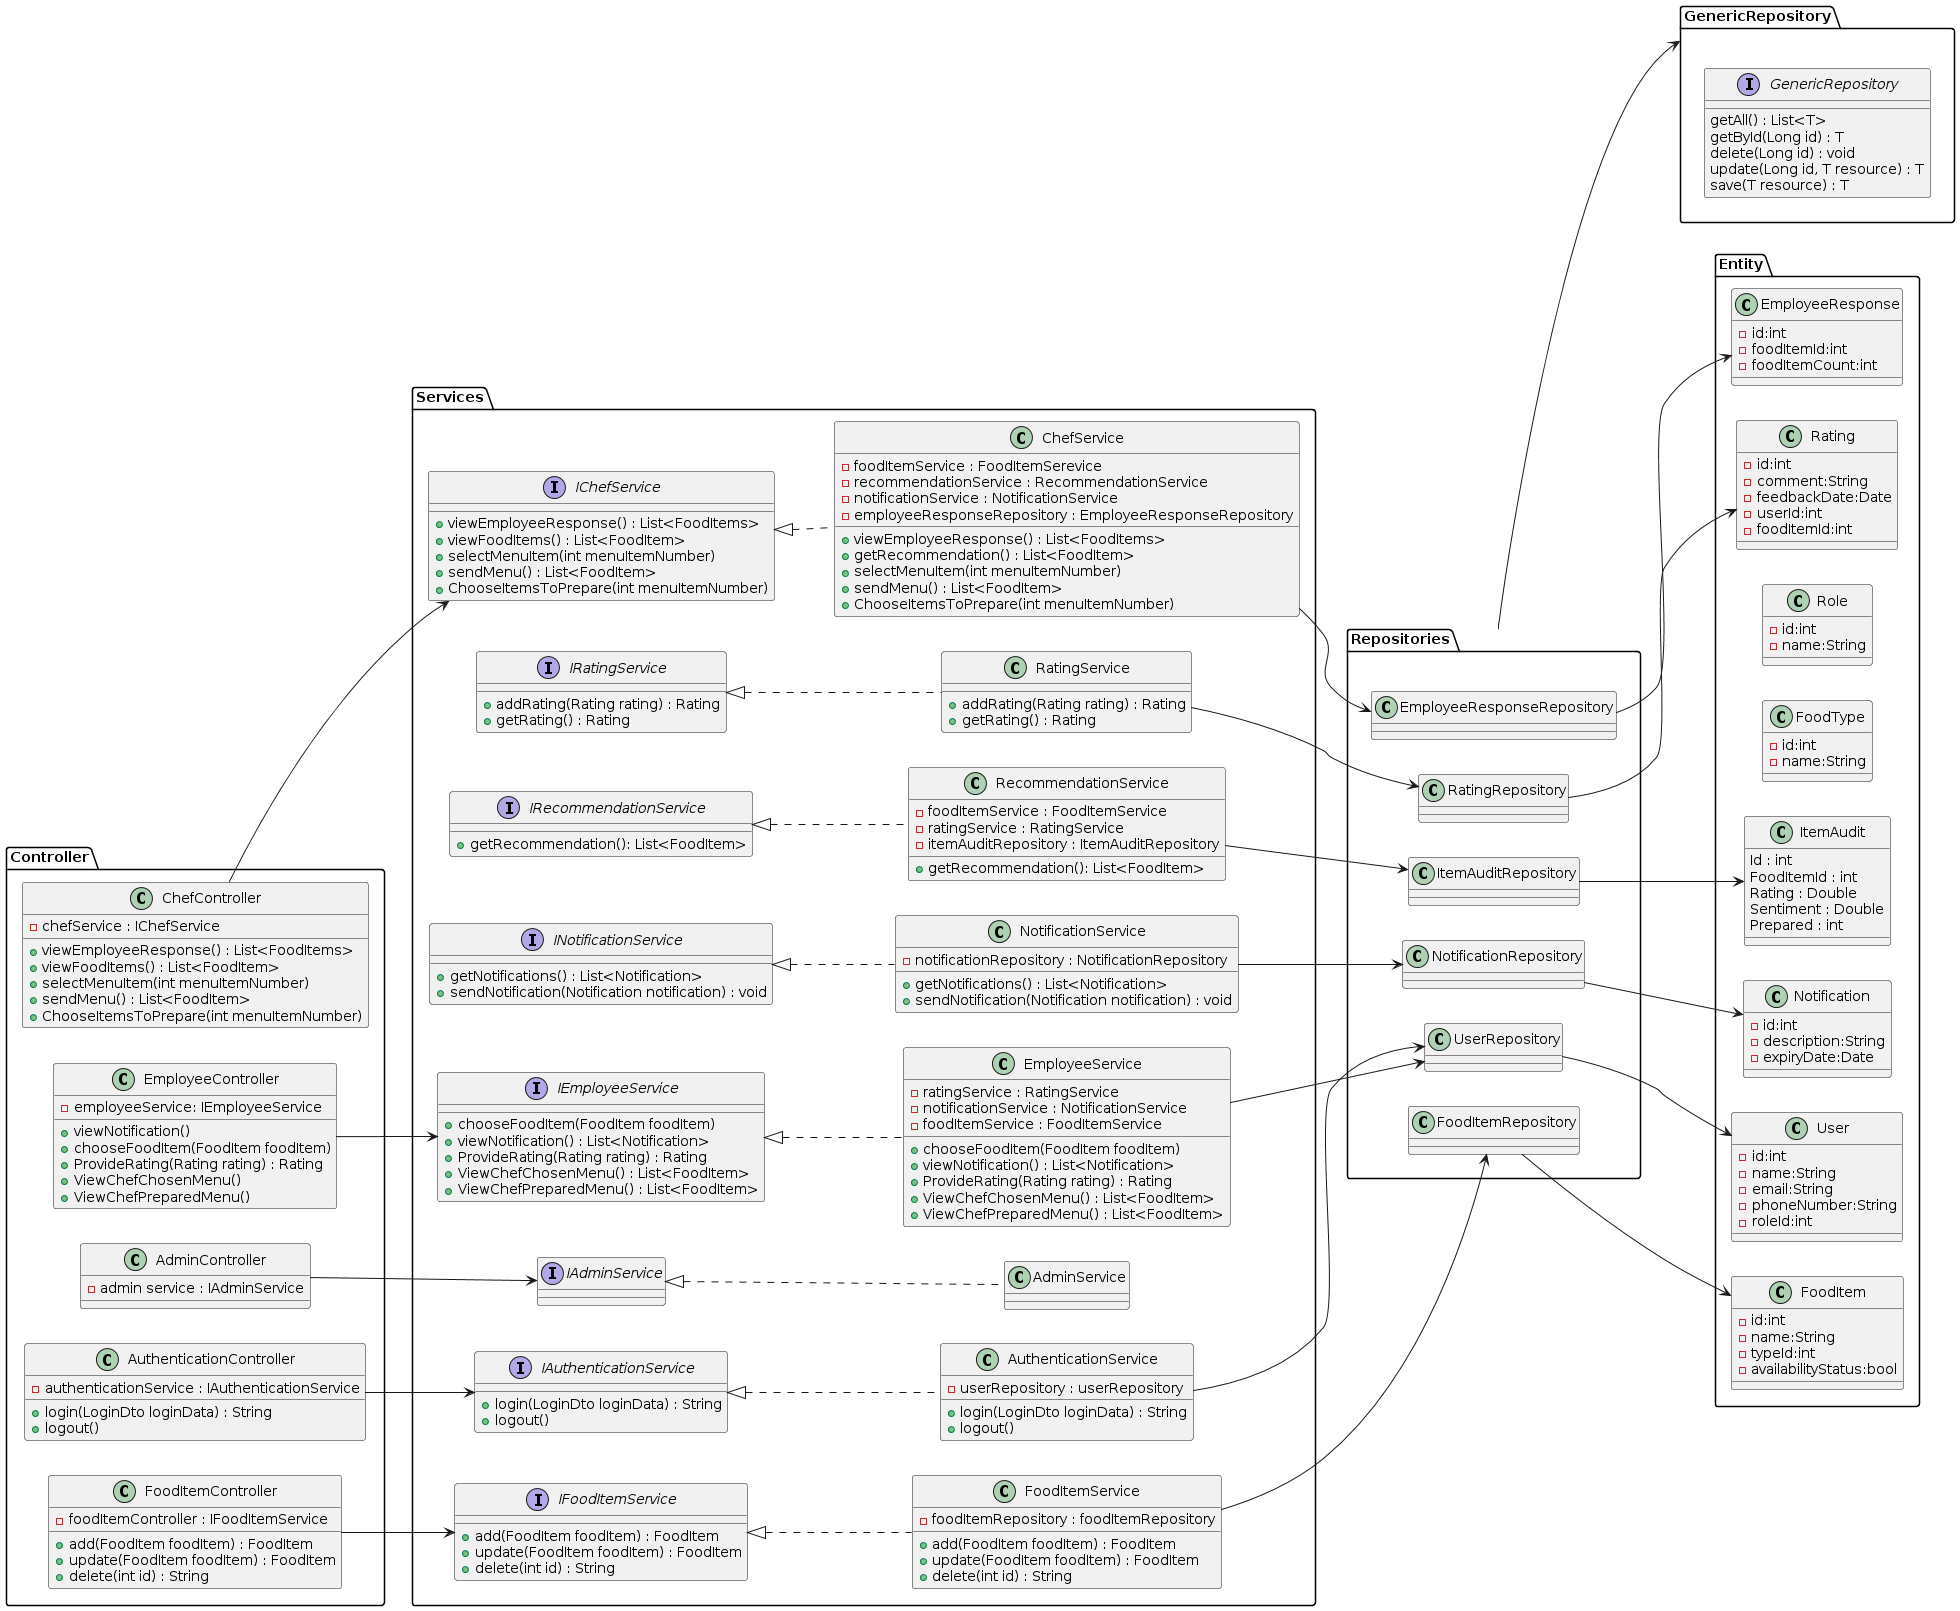 GenericRepository
I GenericRepository
getAll() : List<T>
getById(Long id) : T
delete(Long id) : void
update(Long id, T resource) : T
save(T resource) : T
Entity
C EmployeeResponse
id:int
foodItemId:int
foodItemCount:int
C Rating
id:int
comment:String
feedbackDate:Date
userId:int
foodItemId:int
C Role
id:int
name:String
C FoodType
id:int
name:String
C ItemAudit
Id : int
FoodItemId : int
Rating : Double
Sentiment : Double
Prepared : int
C Notification
id:int
description:String
expiryDate:Date
C User
id:int
name:String
email:String
phoneNumber:String
roleId:int
C FoodItem
id:int
name:String
typeId:int
availabilityStatus:bool
Services
I IChefService
viewEmployeeResponse() : List<FoodItems>
viewFoodItems() : List<FoodItem>
selectMenuItem(int menuItemNumber)
sendMenu() : List<FoodItem>
ChooseItemsToPrepare(int menuItemNumber)
C ChefService
foodItemService : FoodItemSerevice
recommendationService : RecommendationService
notificationService : NotificationService
employeeResponseRepository : EmployeeResponseRepository
viewEmployeeResponse() : List<FoodItems>
getRecommendation() : List<FoodItem>
selectMenuItem(int menuItemNumber)
sendMenu() : List<FoodItem>
ChooseItemsToPrepare(int menuItemNumber)
I IRatingService
addRating(Rating rating) : Rating
getRating() : Rating
C RatingService
addRating(Rating rating) : Rating
getRating() : Rating
I IRecommendationService
getRecommendation(): List<FoodItem>
C RecommendationService
foodItemService : FoodItemService
ratingService : RatingService
itemAuditRepository : ItemAuditRepository
getRecommendation(): List<FoodItem>
I INotificationService
getNotifications() : List<Notification>
sendNotification(Notification notification) : void
C NotificationService
notificationRepository : NotificationRepository
getNotifications() : List<Notification>
sendNotification(Notification notification) : void
I IEmployeeService
chooseFoodItem(FoodItem foodItem)
viewNotification() : List<Notification>
ProvideRating(Rating rating) : Rating
ViewChefChosenMenu() : List<FoodItem>
ViewChefPreparedMenu() : List<FoodItem>
C EmployeeService
ratingService : RatingService
notificationService : NotificationService
foodItemService : FoodItemService
chooseFoodItem(FoodItem foodItem)
viewNotification() : List<Notification>
ProvideRating(Rating rating) : Rating
ViewChefChosenMenu() : List<FoodItem>
ViewChefPreparedMenu() : List<FoodItem>
I IAdminService
C AdminService
I IAuthenticationService
login(LoginDto loginData) : String
logout()
C AuthenticationService
userRepository : userRepository
login(LoginDto loginData) : String
logout()
I IFoodItemService
add(FoodItem foodItem) : FoodItem
update(FoodItem foodItem) : FoodItem
delete(int id) : String
C FoodItemService
foodItemRepository : foodItemRepository
add(FoodItem foodItem) : FoodItem
update(FoodItem foodItem) : FoodItem
delete(int id) : String
Repositories
C EmployeeResponseRepository
C RatingRepository
C ItemAuditRepository
C NotificationRepository
C UserRepository
C FoodItemRepository
Controller
C ChefController
chefService : IChefService
viewEmployeeResponse() : List<FoodItems>
viewFoodItems() : List<FoodItem>
selectMenuItem(int menuItemNumber)
sendMenu() : List<FoodItem>
ChooseItemsToPrepare(int menuItemNumber)
C EmployeeController
employeeService: IEmployeeService
viewNotification()
chooseFoodItem(FoodItem foodItem)
ProvideRating(Rating rating) : Rating
ViewChefChosenMenu()
ViewChefPreparedMenu()
C AdminController
admin service : IAdminService
C AuthenticationController
authenticationService : IAuthenticationService
login(LoginDto loginData) : String
logout()
C FoodItemController
foodItemController : IFoodItemService
add(FoodItem foodItem) : FoodItem
update(FoodItem foodItem) : FoodItem
delete(int id) : String